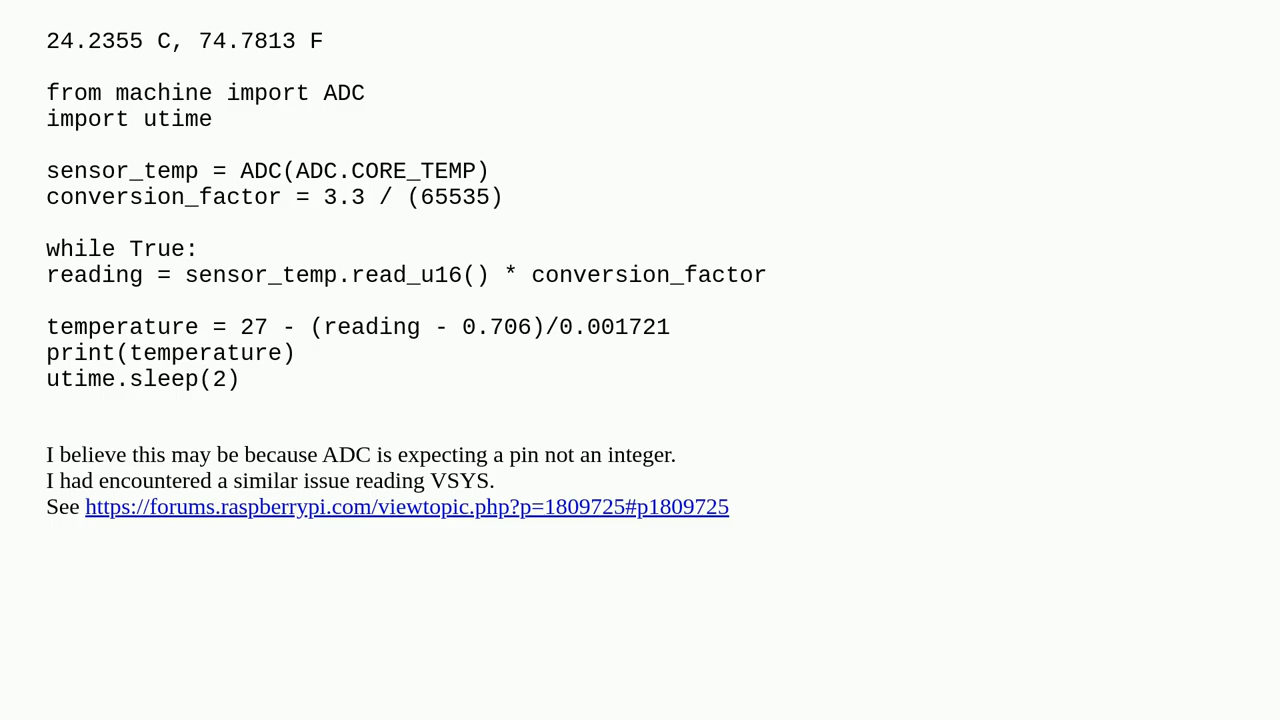 24.2355 C, 74.7813 F
from machine import ADC
import utime
sensor_temp = ADC(ADC.CORE_TEMP)
conversion_factor = 3.3 / (65535)
while True:
reading = sensor_temp.read_u16() * conversion_factor
temperature = 27 - (reading - 0.706)/0.001721
print(temperature)
utime.sleep(2)
I believe this may be because ADC is expecting a pin not an integer.
I had encountered a similar issue reading VSYS.
See https://forums.raspberrypi.com/viewtopic.php?p=1809725#p1809725